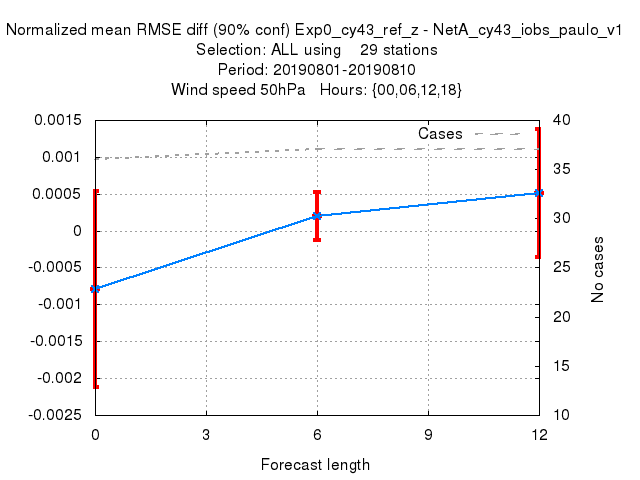 Normalized mean RMSE diff (90% conf) Exp0_cy43_ref_z - NetA_cy43_iobs_paulo_v1
Selection: ALL using 29 stations
Period: 20190801-20190810
Wind speed 50hPa Hours: {00,06,12,18}
Cases
0.0015
0.001
0.0005
0
-0.0005
-0.001
-0.0015
-0.002
-0.0025
40
35
30
25
20
15
10
No cases
0 3 6 9 12
Forecast length